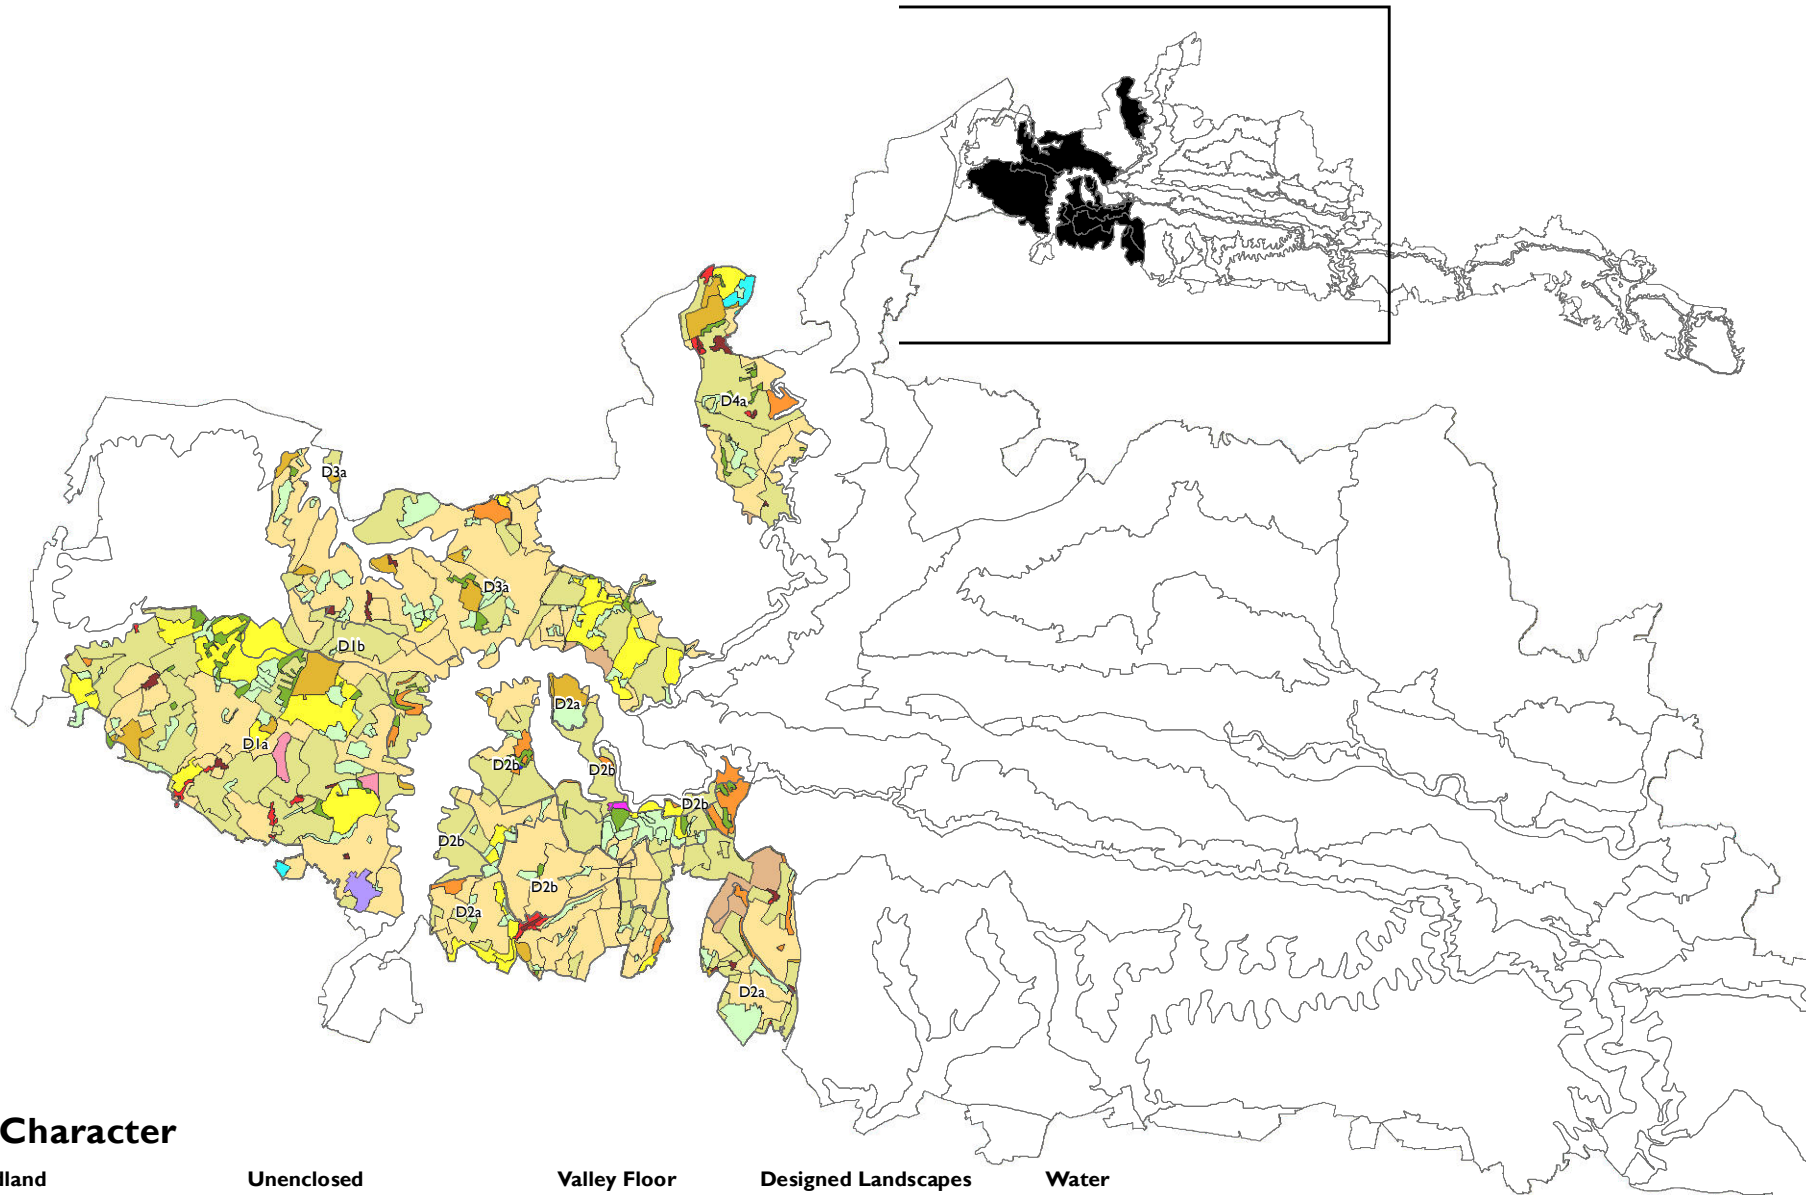 D4a
D3a
D3a
D1b
D2a
D1a
D2b
D2b
D2b
D2b
D2b
D2a
D2a
Character
lland Unenclosed Valley Floor Designed Landscapes Water